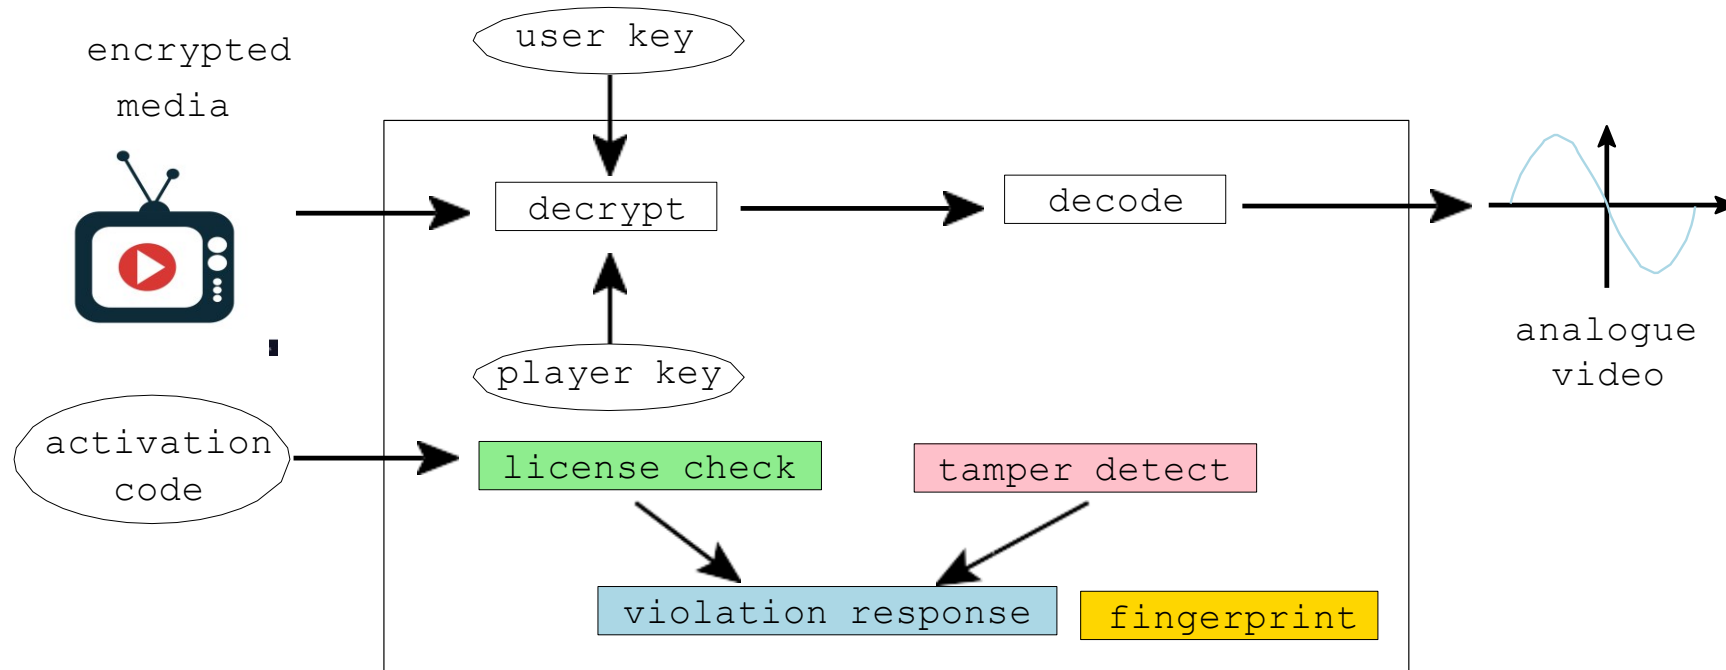 encrypted
media
user key
decrypt
decode
player key
analogue
video
activation
code
license check
tamper detect
violation response
fingerprint